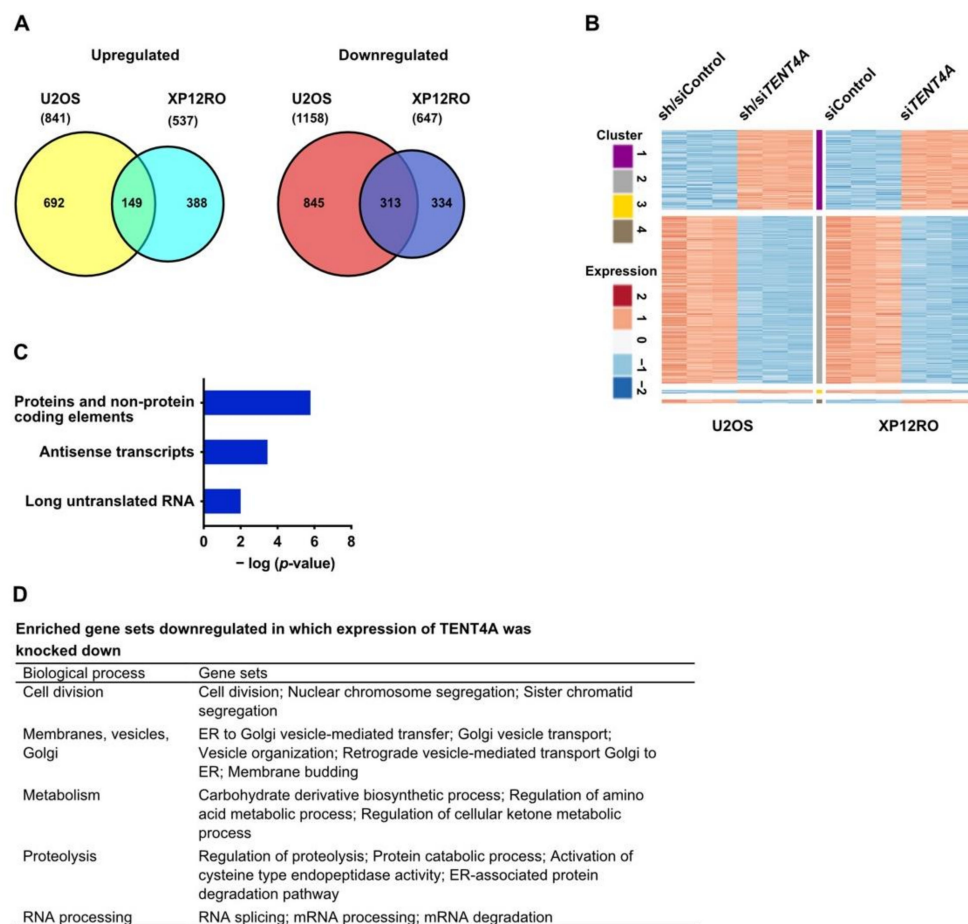 A
Upregulated
U2OS
(841)
XP12RO
(537)
692
149
388
Downregulated
U2OS
(1158)
XP12RO
(647)
845
313
334
B
sh/siControl
sh/siTENT4A
siControl
siTENT4A
Cluster
1
2
3
4
Expression
2
1
0
−1
−2
U2OS
XP12RO
C
Proteins and non-protein
coding elements
Antisense transcripts
Long untranslated RNA
0 2 4 6 8
− log (p-value)
D
Enriched gene sets downregulated in which expression of TENT4A was
knocked down
Biological process Gene sets
Cell division Cell division; Nuclear chromosome segregation; Sister chromatid
segregation
Membranes, vesicles, ER to Golgi vesicle-mediated transfer; Golgi vesicle transport;
Golgi Vesicle organization; Retrograde vesicle-mediated transport Golgi to
ER; Membrane budding
Metabolism Carbohydrate derivative biosynthetic process; Regulation of amino
acid metabolic process; Regulation of cellular ketone metabolic
process
Proteolysis Regulation of proteolysis; Protein catabolic process; Activation of
cysteine type endopeptidase activity; ER-associated protein
degradation pathway
RNA processing RNA splicing; mRNA processing; mRNA degradation